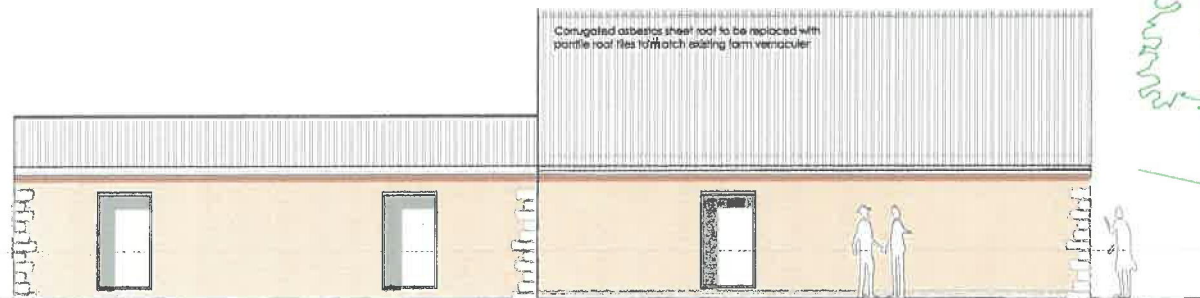 Corrugated asbestos sheet roof to be replaced with
pantile roof tiles to match existing farm vernaculer